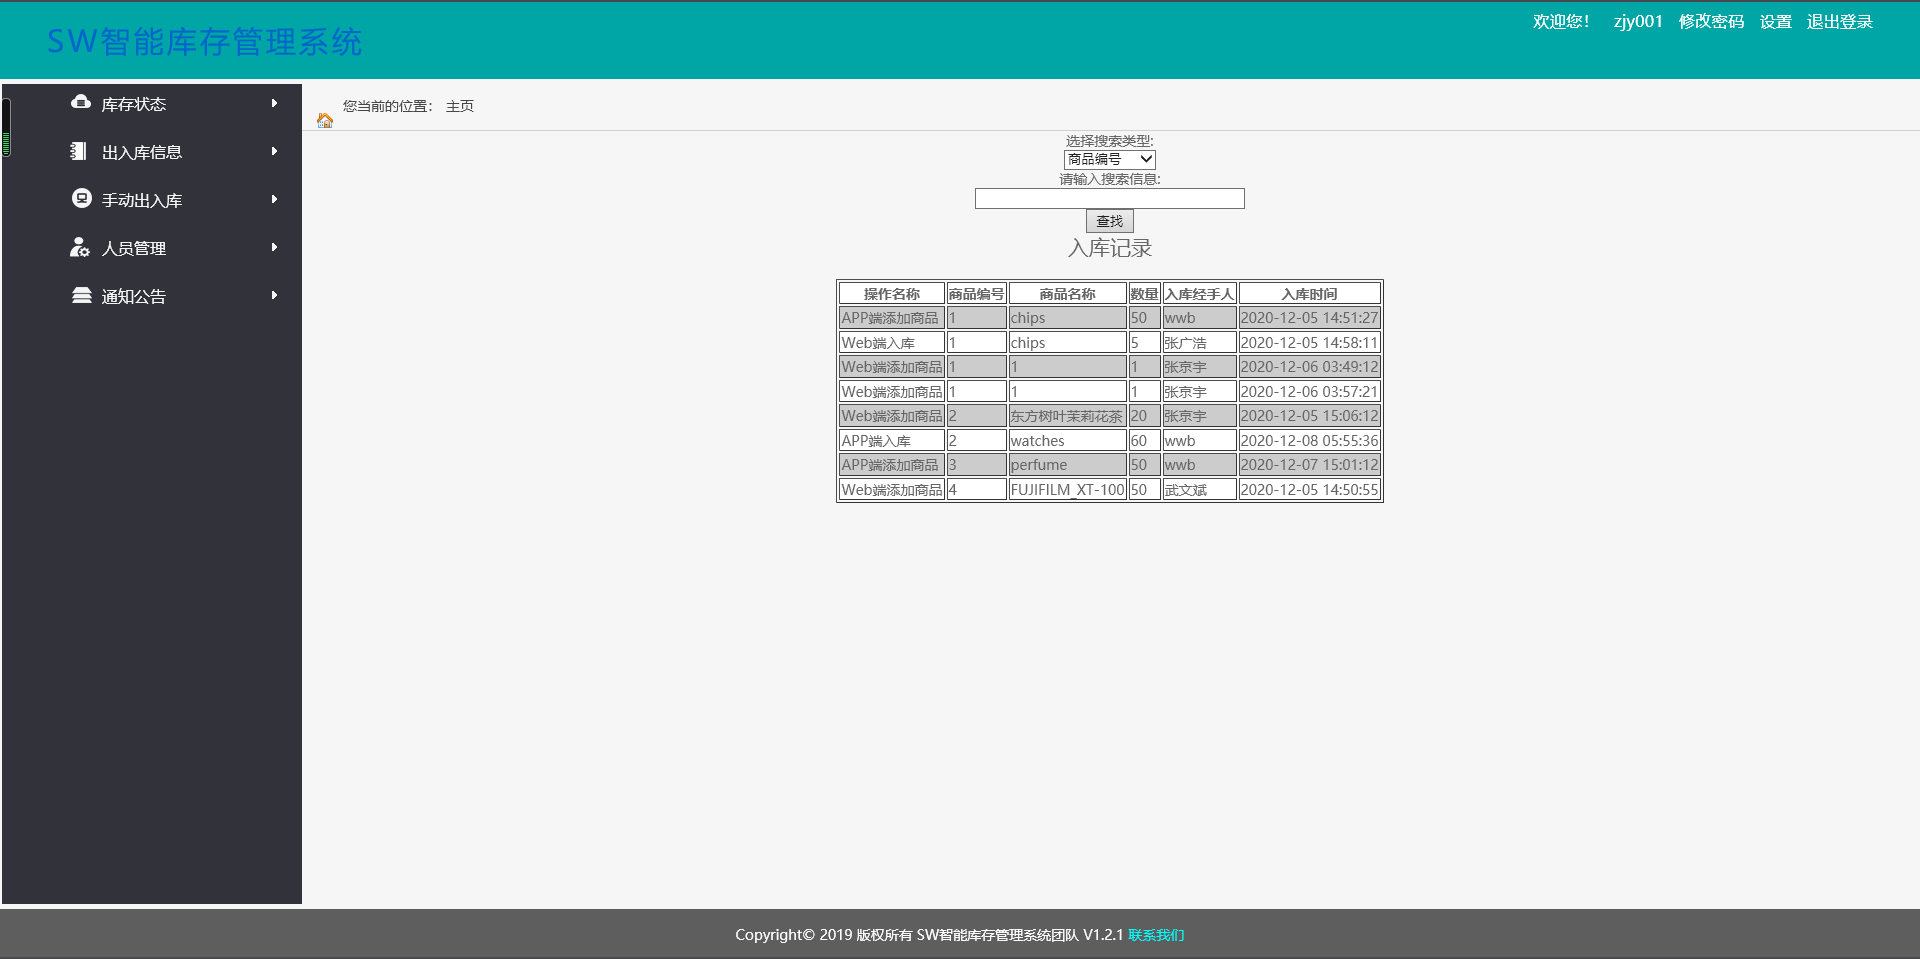 SW智能库存管理系统
欢迎您! zjy001 修改密码 设置 退出登录
库存状态
出入库信息
手动出入库
人员管理
通知公告
您当前的位置: 主页
选择搜索类型:
商品编号
请输入搜索信息:
查找
入库记录
操作名称 商品编号 商品名称 数量 入库经手人 入库时间
APP端添加商品 1 chips 50 wwb 2020-12-05 14:51:27
Web端入库 1 chips 5 张广浩 2020-12-05 14:58:11
Web端添加商品 1 1 1 张京宇 2020-12-06 03:49:12
Web端添加商品 1 1 1 张京宇 2020-12-06 03:57:21
Web端添加商品 2 东方树叶茉莉花茶 20 张京宇 2020-12-05 15:06:12
APP端入库 2 watches 60 wwb 2020-12-08 05:55:36
APP端添加商品 3 perfume 50 wwb 2020-12-07 15:01:12
Web端添加商品 4 FUJIFILM_XT-100 50 武文斌 2020-12-05 14:50:55
Copyright© 2019 版权所有 SW智能库存管理系统团队 V1.2.1 联系我们